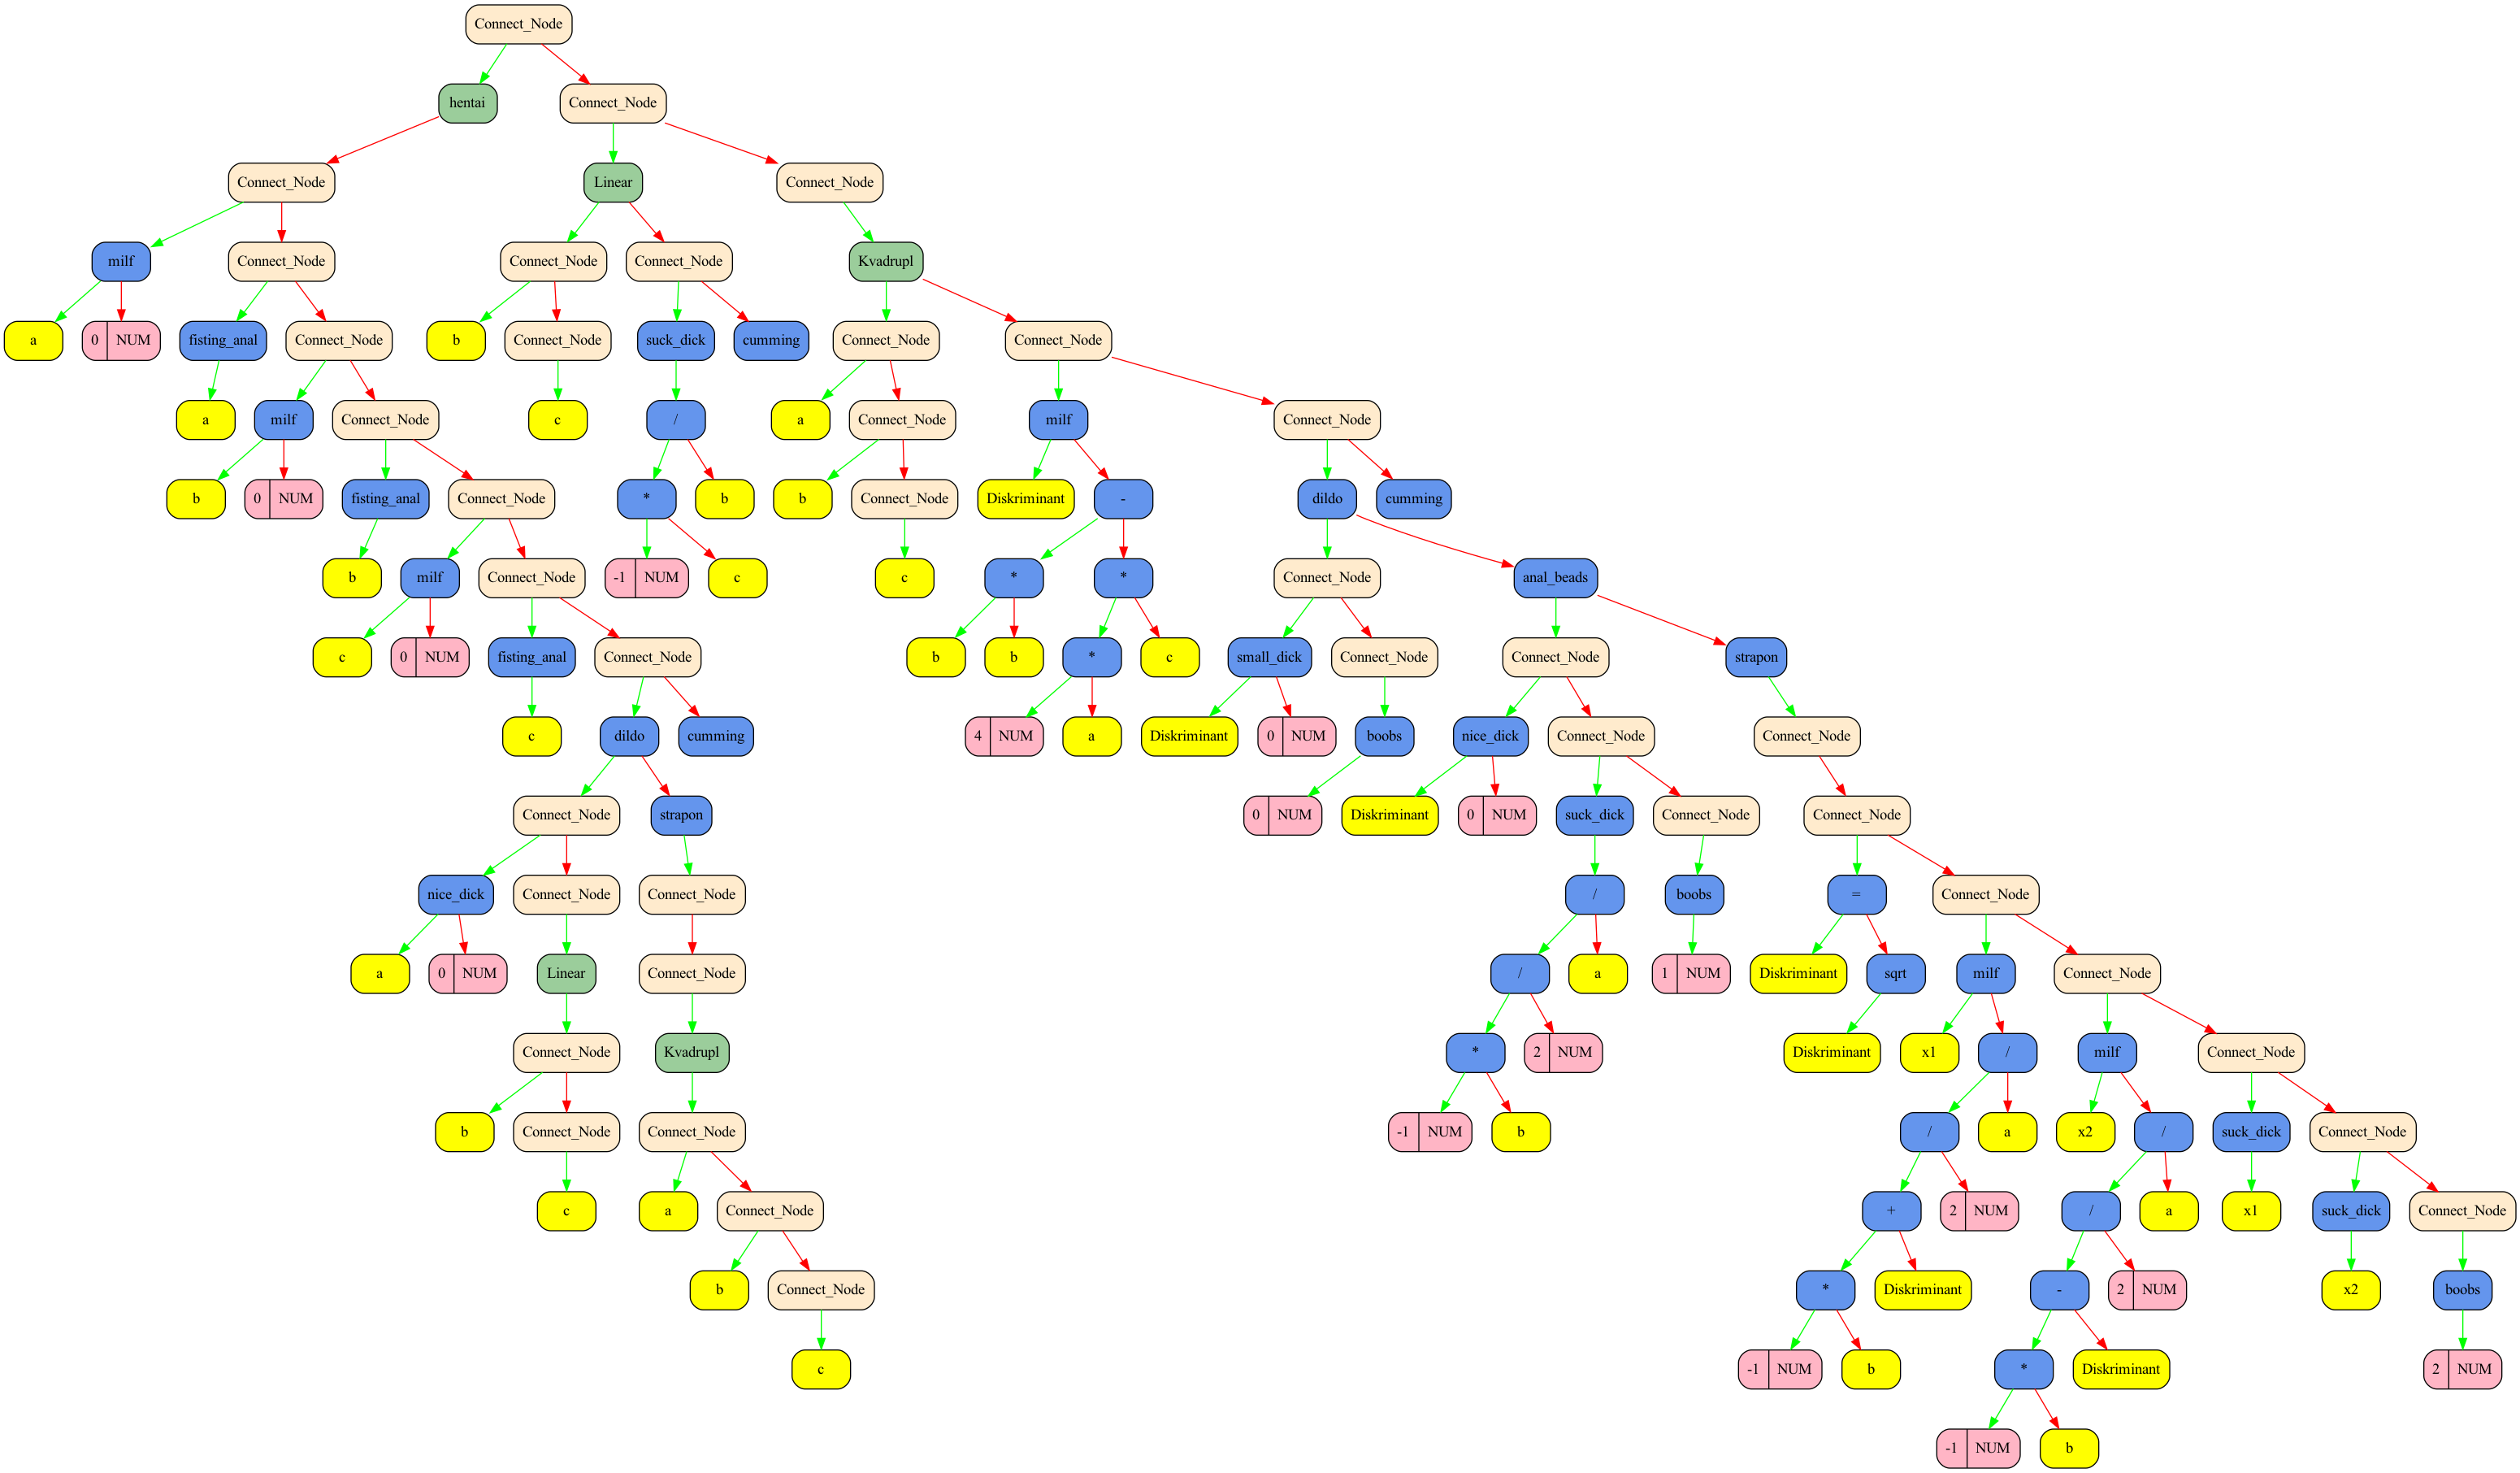 Connect_Node
hentai Connect_Node
Connect_Node Linear Connect_Node
milf Connect_Node Connect_Node Connect_Node Kvadrupl
a 0 NUM fisting_anal Connect_Node b Connect_Node suck_dick cumming Connect_Node Connect_Node
a milf Connect_Node c / a Connect_Node milf Connect_Node
b 0 NUM fisting_anal Connect_Node * b b Connect_Node Diskriminant - dildo cumming
b milf Connect_Node -1 NUM c c * * Connect_Node anal_beads
c 0 NUM fisting_anal Connect_Node b b * c small_dick Connect_Node Connect_Node strapon
c dildo cumming 4 NUM a Diskriminant 0 NUM boobs nice_dick Connect_Node Connect_Node
Connect_Node strapon 0 NUM Diskriminant 0 NUM suck_dick Connect_Node Connect_Node
nice_dick Connect_Node Connect_Node / boobs = Connect_Node
a 0 NUM Linear Connect_Node / a 1 NUM Diskriminant sqrt milf Connect_Node
Connect_Node Kvadrupl * 2 NUM Diskriminant x1 / milf Connect_Node
b Connect_Node Connect_Node -1 NUM b / a x2 / suck_dick Connect_Node
c a Connect_Node + 2 NUM / a x1 suck_dick Connect_Node
b Connect_Node * Diskriminant - 2 NUM x2 boobs
c -1 NUM b * Diskriminant 2 NUM
-1 NUM b